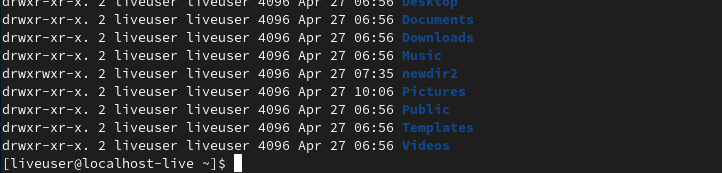 drwxr-xr-x. 2 liveuser liveuser 4096 Apr 27 06:56 Desktop
drwxr-xr-x. 2 liveuser liveuser 4096 Apr 27 06:56 Documents
drwxr-xr-x. 2 liveuser liveuser 4096 Apr 27 06:56 Downloads
drwxr-xr-x. 2 liveuser liveuser 4096 Apr 27 06:56 Music
drwxrwxr-x. 2 liveuser liveuser 4096 Apr 27 07:35 newdir2
drwxr-xr-x. 2 liveuser liveuser 4096 Apr 27 10:06 Pictures
drwxr-xr-x. 2 liveuser liveuser 4096 Apr 27 06:56 Public
drwxr-xr-x. 2 liveuser liveuser 4096 Apr 27 06:56 Templates
drwxr-xr-x. 2 liveuser liveuser 4096 Apr 27 06:56 Videos
[liveuser@localhost-live ~]$